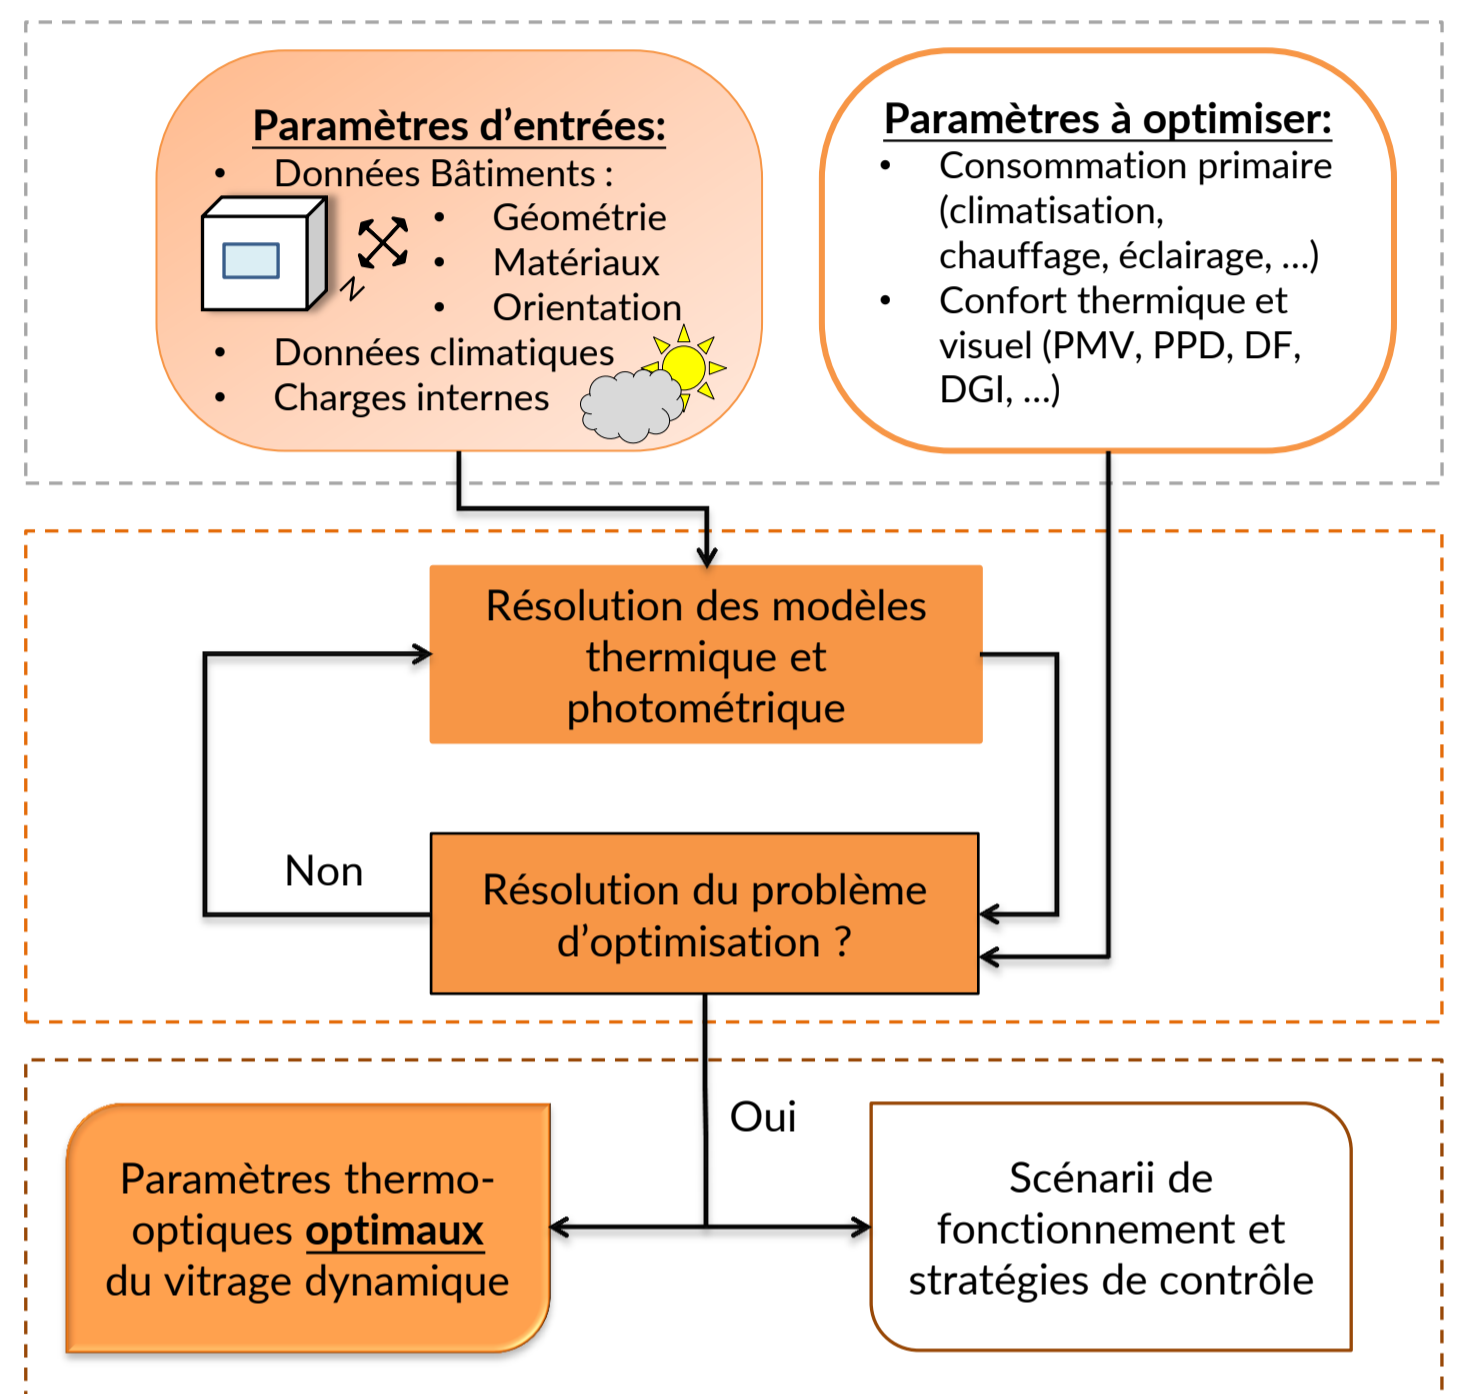 Paramètres d'entrées:
• Données Bâtiments :
• Géométrie
• Matériaux
• Orientation
N
• Données climatiques
• Charges internes
Paramètres à optimiser:
• Consommation primaire
(climatisation,
chauffage, éclairage, ...)
• Confort thermique et
visuel (PMV, PPD, DF,
DGI, ...)
Résolution des modèles
thermique et
photométrique
Non
Résolution du problème
d'optimisation ?
Oui
Paramètres thermo-
optiques optimaux
du vitrage dynamique
Scénarii de
fonctionnement et
stratégies de contrôle